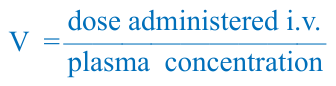 dose administered i.v.
V =
plasma concentration